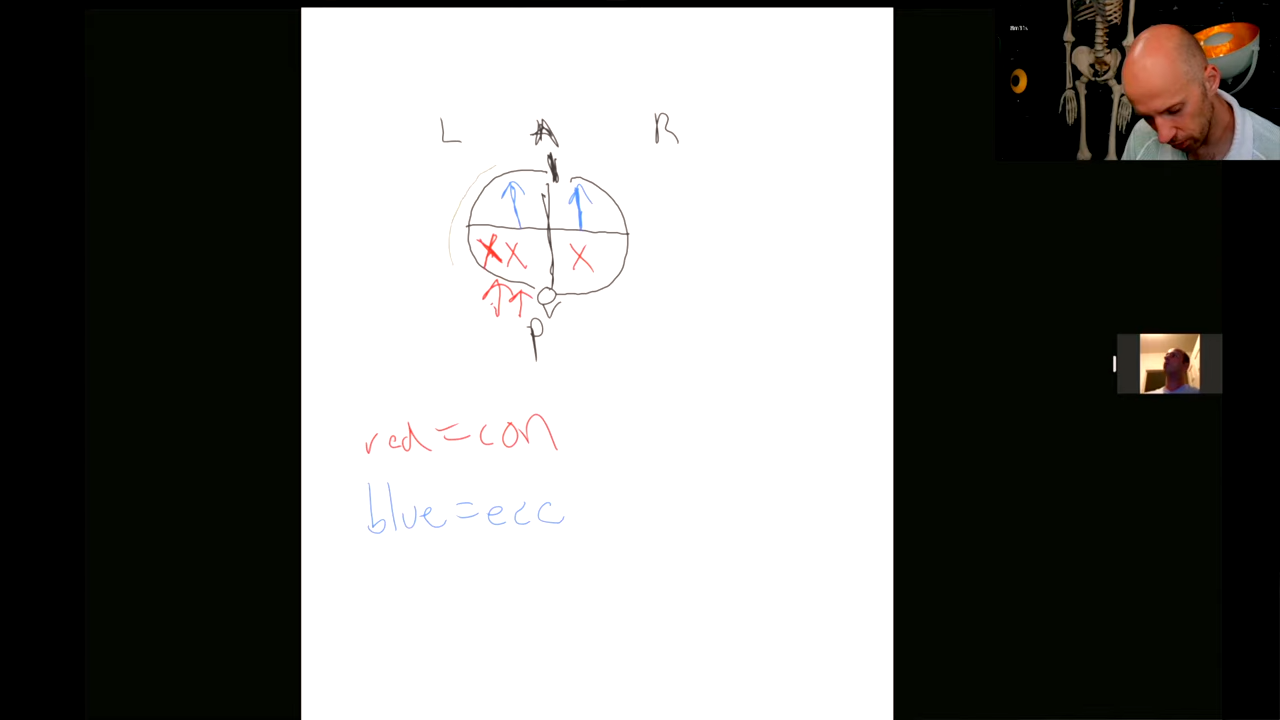 L A R
X X X
P
red = con
blue = ecc